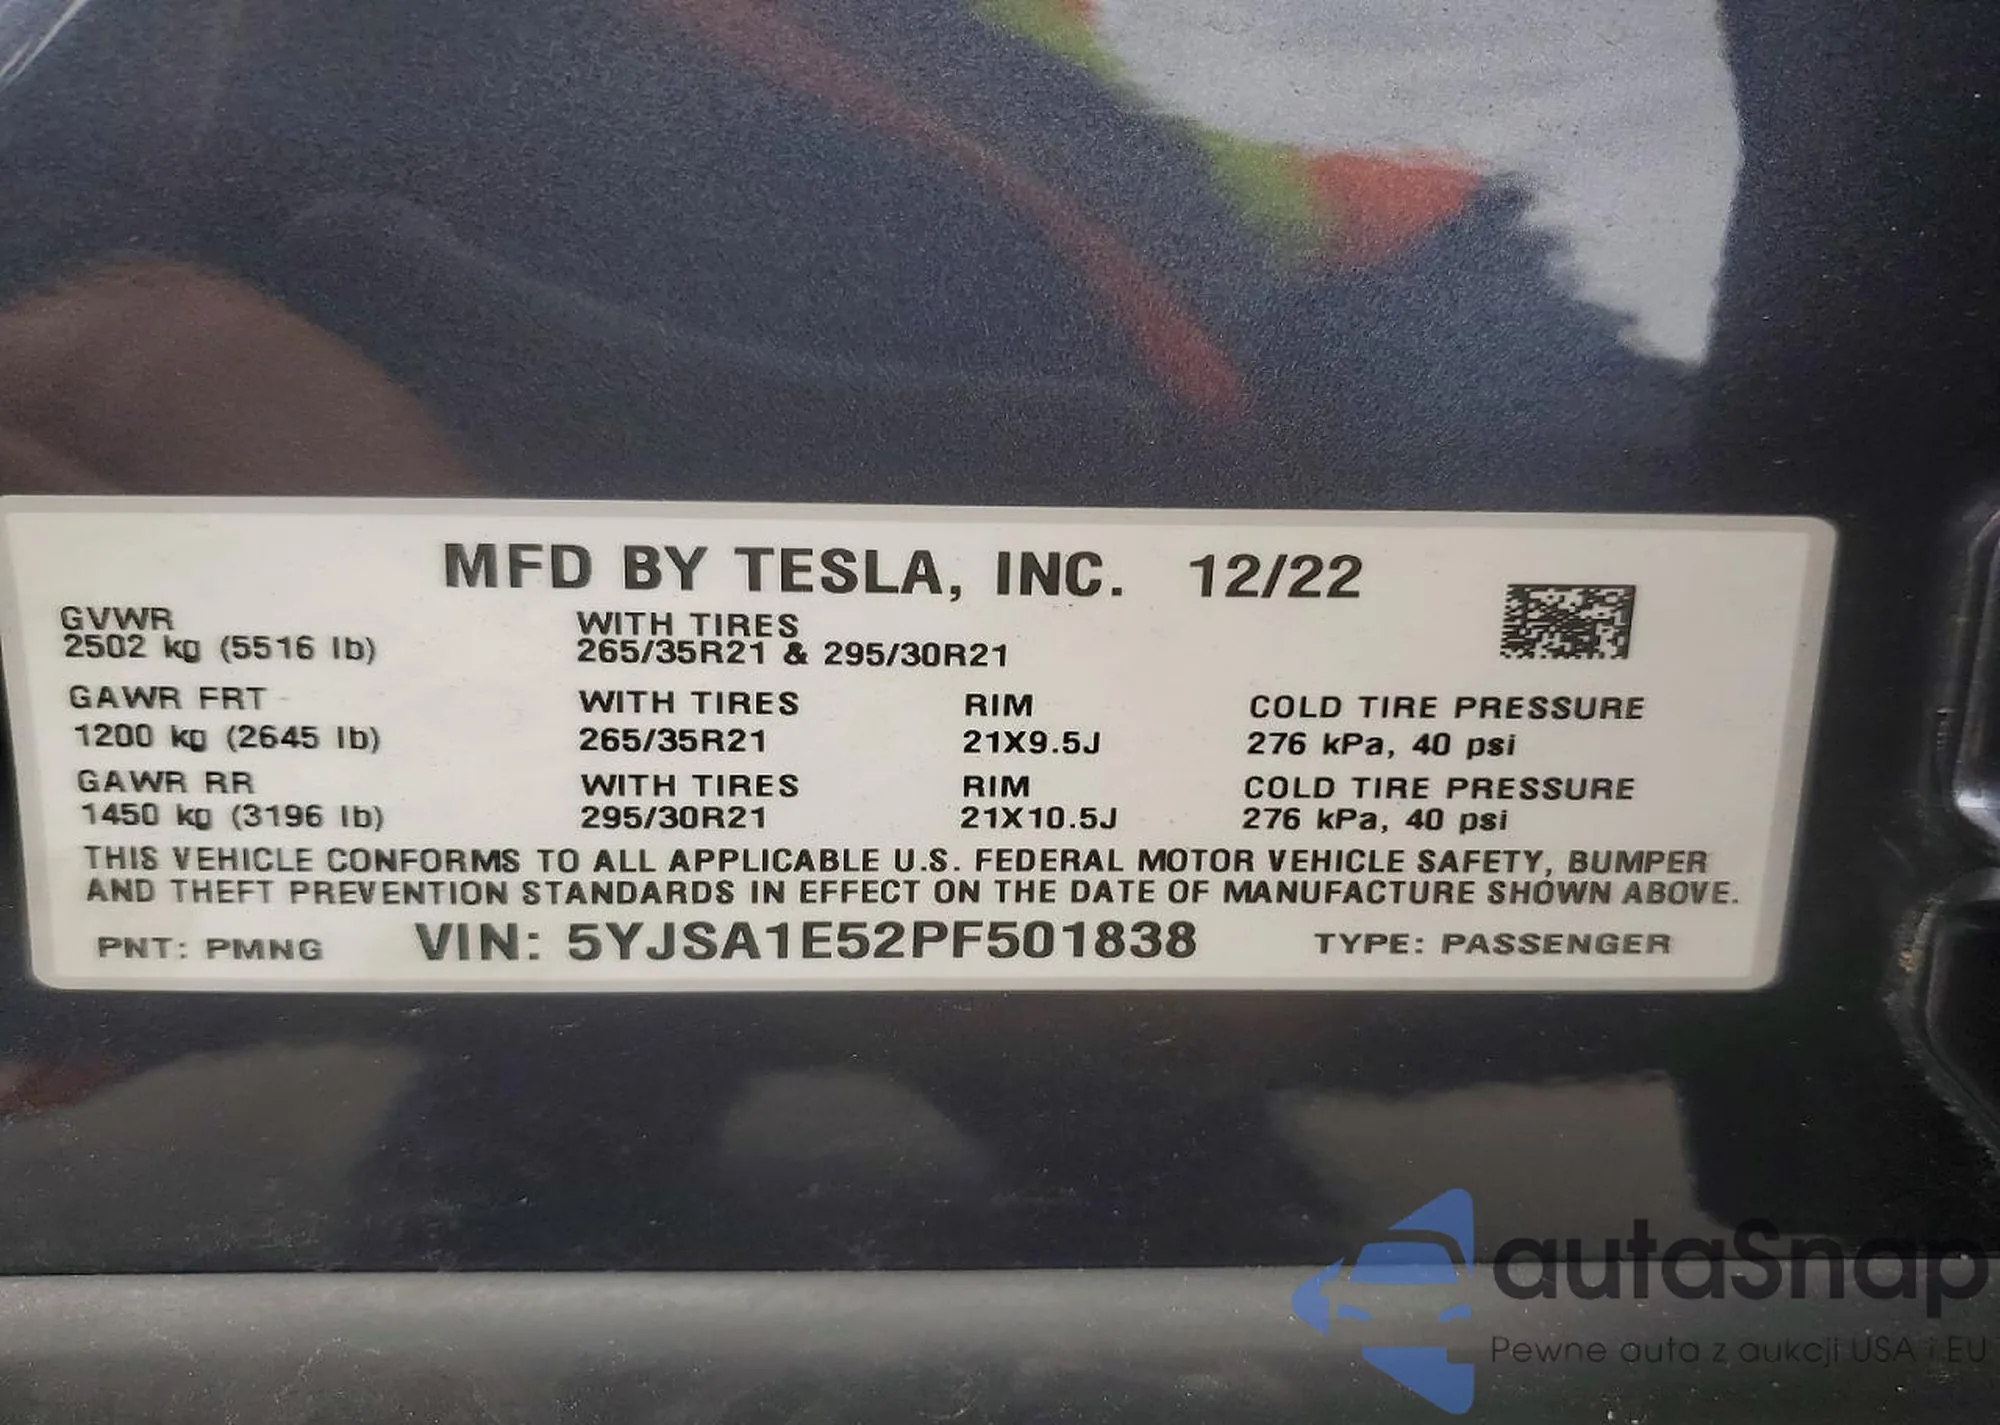 MFD BY TESLA, INC. 12/22
GVWR WITH TIRES
2502 kg (5516 lb) 265/35R21 & 295/30R21
GAWR FRT WITH TIRES RIM COLD TIRE PRESSURE
1200 kg (2645 lb) 265/35R21 21X9.5J 276 kPa, 40 psi
GAWR RR WITH TIRES RIM COLD TIRE PRESSURE
1450 kg (3196 lb) 295/30R21 21X10.5J 276 kPa, 40 psi
THIS VEHICLE CONFORMS TO ALL APPLICABLE U.S. FEDERAL MOTOR VEHICLE SAFETY, BUMPER
AND THEFT PREVENTION STANDARDS IN EFFECT ON THE DATE OF MANUFACTURE SHOWN ABOVE.
PNT: PMNG VIN: 5YJSA1E52PF501838 TYPE: PASSENGER
autaSnap
Pewne auta z aukcji USA i EU